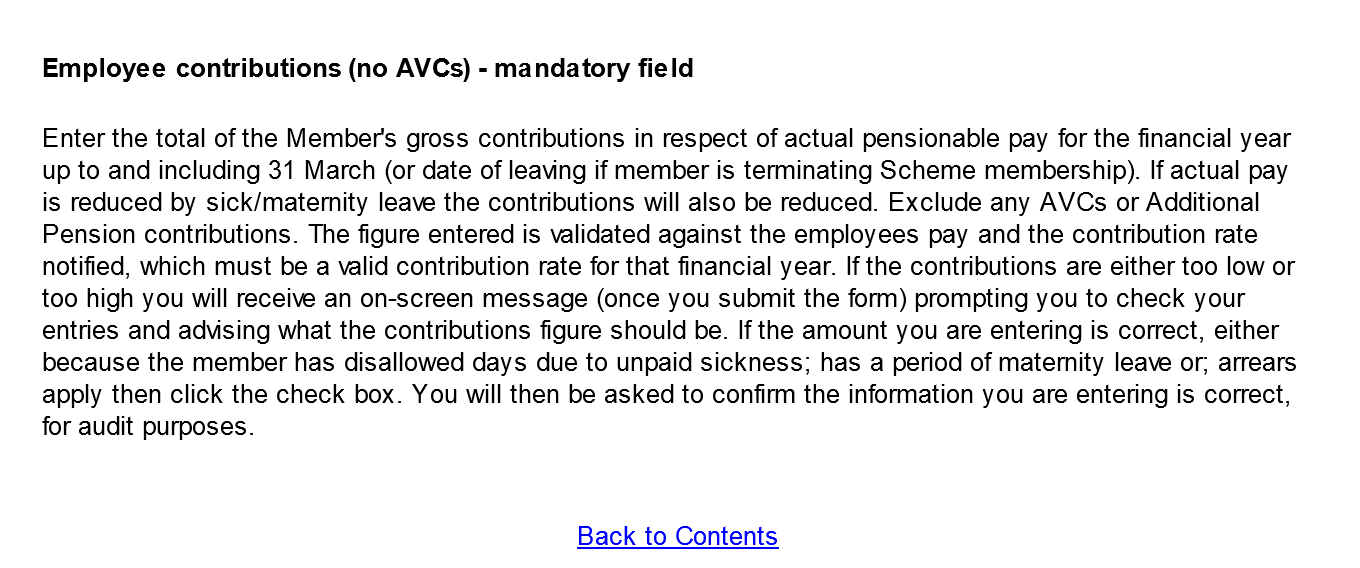 Employee contributions (no AVCs) - mandatory field
Enter the total of the Member's gross contributions in respect of actual pensionable pay for the financial year
up to and including 31 March (or date of leaving if member is terminating Scheme membership). If actual pay
is reduced by sick/maternity leave the contributions will also be reduced. Exclude any AVCs or Additional
Pension contributions. The figure entered is validated against the employees pay and the contribution rate
notified, which must be a valid contribution rate for that financial year. If the contributions are either too low or
too high you will receive an on-screen message (once you submit the form) prompting you to check your
entries and advising what the contributions figure should be. If the amount you are entering is correct, either
because the member has disallowed days due to unpaid sickness; has a period of maternity leave or; arrears
apply then click the check box. You will then be asked to confirm the information you are entering is correct,
for audit purposes.
Back to Contents